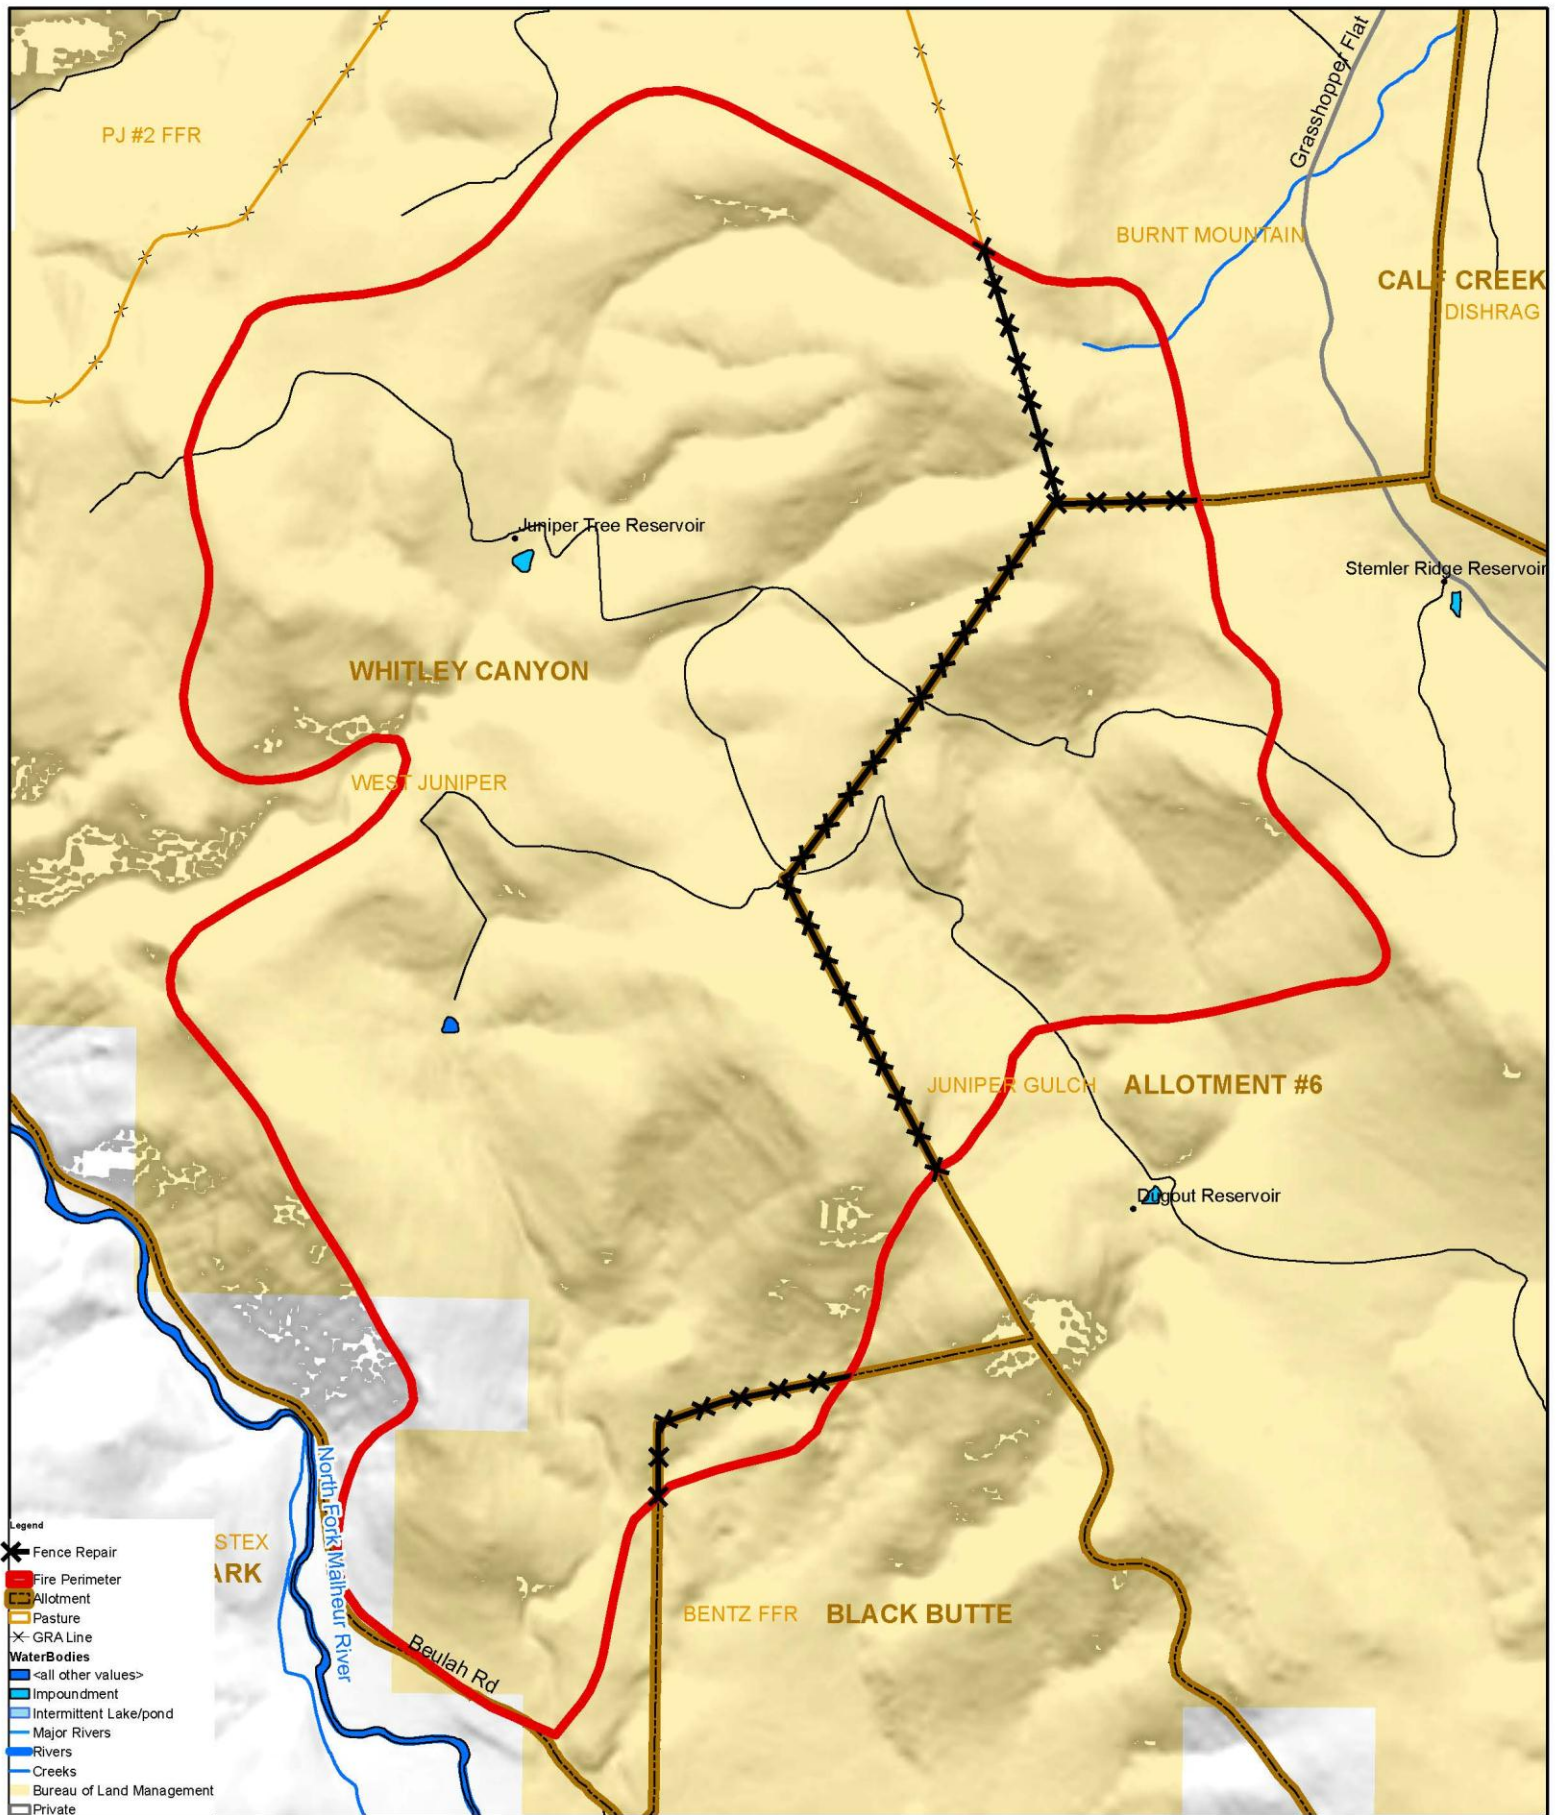 Grasshopper Flat
PJ #2 FFR
BURNT MOUNTAIN
CALF CREEK
DISHRAG
Juniper Tree Reservoir
Stemler Ridge Reservoir
WHITLEY CANYON
WEST JUNIPER
JUNIPER GULCH
ALLOTMENT #6
Dugout Reservoir
North Fork Malheur River
STEX
ARK
BENTZ FFR
BLACK BUTTE
Beulah Rd
Legend
Fence Repair
Fire Perimeter
Allotment
Pasture
GRA Line
WaterBodies
<all other values>
Impoundment
Intermittent Lake/pond
Major Rivers
Rivers
Creeks
Bureau of Land Management
Private